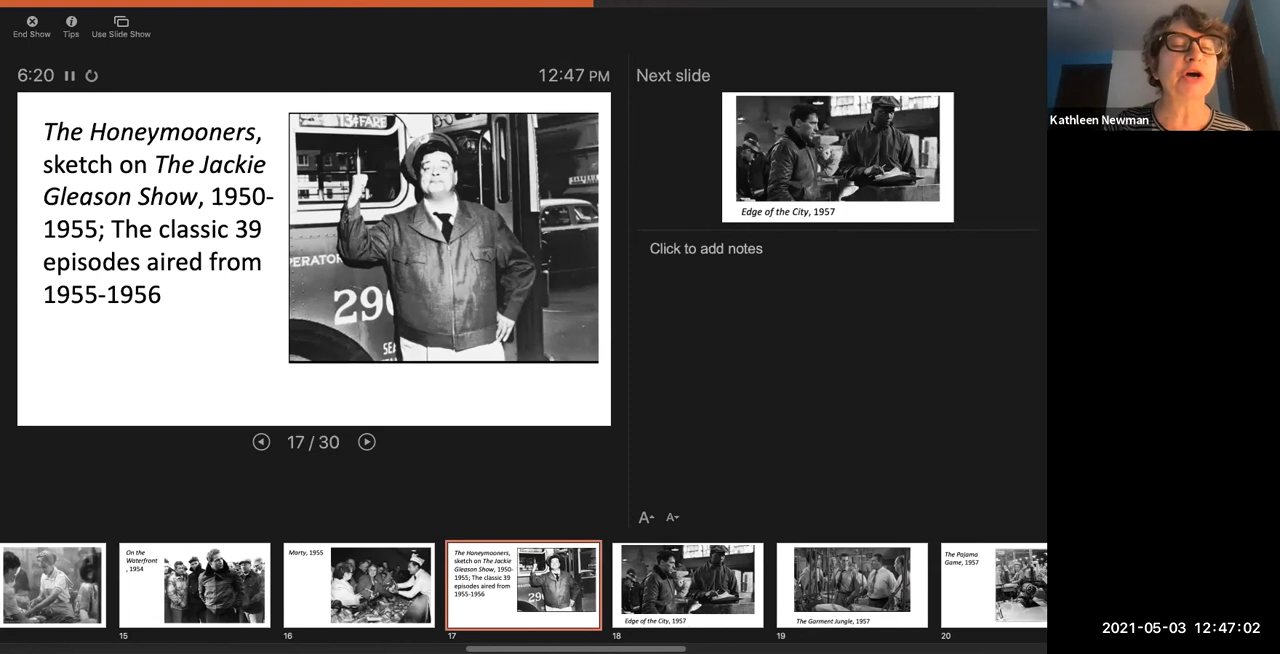 End Show
Tips
Use Slide Show
6:20
12:47 PM
Next slide
The Honeymooners,
sketch on The Jackie
Gleason Show, 1950-
1955; The classic 39
episodes aired from
1955-1956
13¢ FARE
29
Edge of the City, 1957
Click to add notes
Kathleen Newman
17 / 30
A
A
On the
Waterfront
, 1954
15
Marty, 1955
16
The Honeymooners,
sketch on The Jackie
Gleason Show, 1950-
1955; The classic 39
episodes aired from
1955-1956
17
Edge of the City, 1957
18
The Garment Jungle, 1957
19
The Pajama
Game, 1957
20
2021-05-03 12:47:02